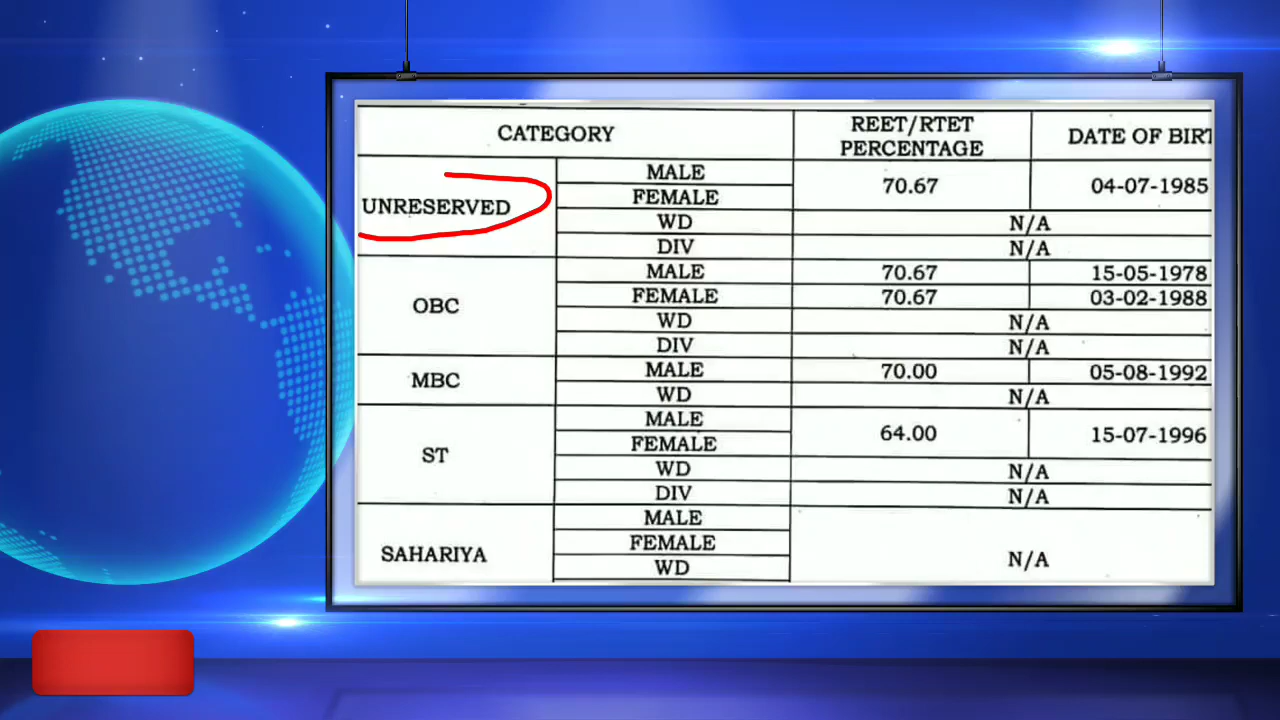 CATEGORY REET/RTET PERCENTAGE DATE OF BIRT
UNRESERVED MALE 70.67 04-07-1985
FEMALE
WD N/A
DIV N/A
OBC MALE 70.67 15-05-1978
FEMALE 70.67 03-02-1988
WD N/A
DIV N/A
MBC MALE 70.00 05-08-1992
WD N/A
ST MALE 64.00 15-07-1996
FEMALE
WD N/A
DIV N/A
SAHARIYA MALE N/A
FEMALE
WD